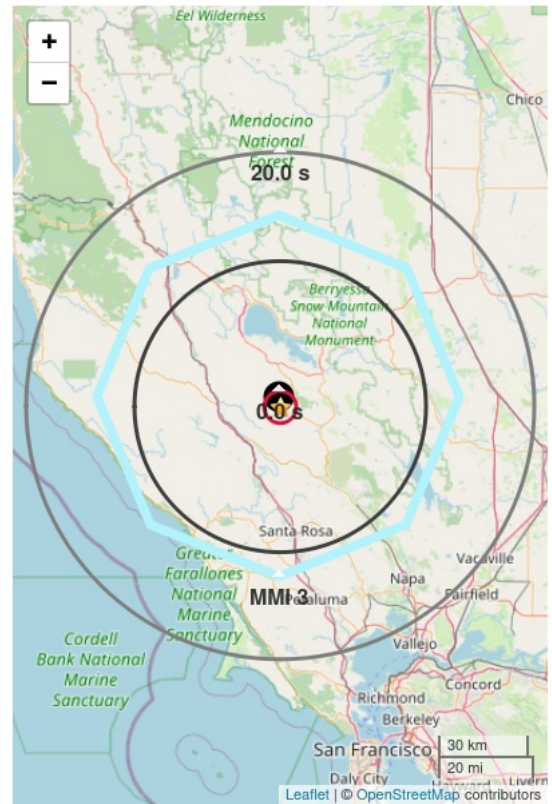 Eel Wilderness
+
−
Chico
Mendocino
National
Forest
20.0 s
Berryessa
Snow Mountain
National
Monument
0.0 s
Santa Rosa
Greater
Farallones
National
Marine
Sanctuary
Vacaville
Napa
Fairfield
MMI 3
Petaluma
Cordell
Bank National
Marine
Sanctuary
Vallejo
Concord
Richmond
Berkeley
San Francisco
30 km
20 mi
Daly City
Hayward
Leaflet | © OpenStreetMap contributors